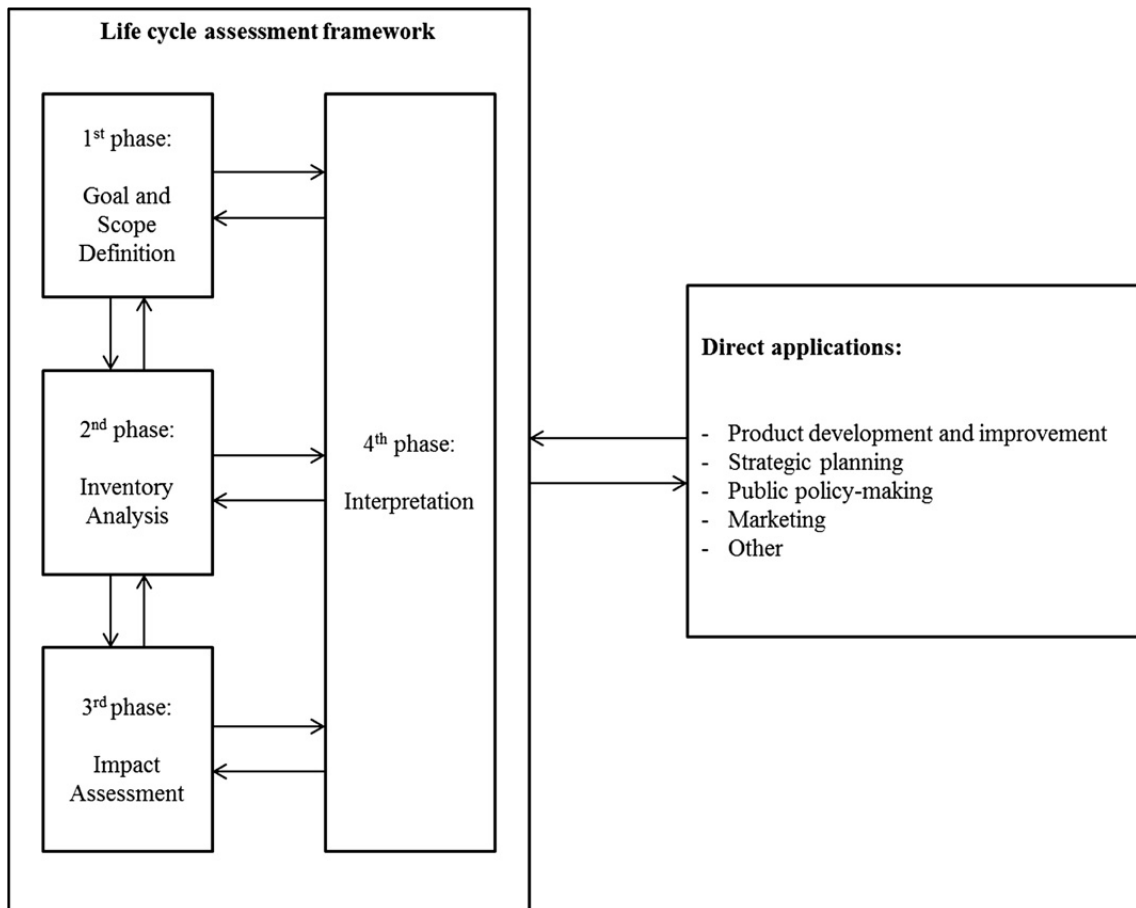 Life cycle assessment framework
1st phase:
Goal and
Scope
Definition
2nd phase:
Inventory
Analysis
3rd phase:
Impact
Assessment
4th phase:
Interpretation
Direct applications:
- Product development and improvement
- Strategic planning
- Public policy-making
- Marketing
- Other